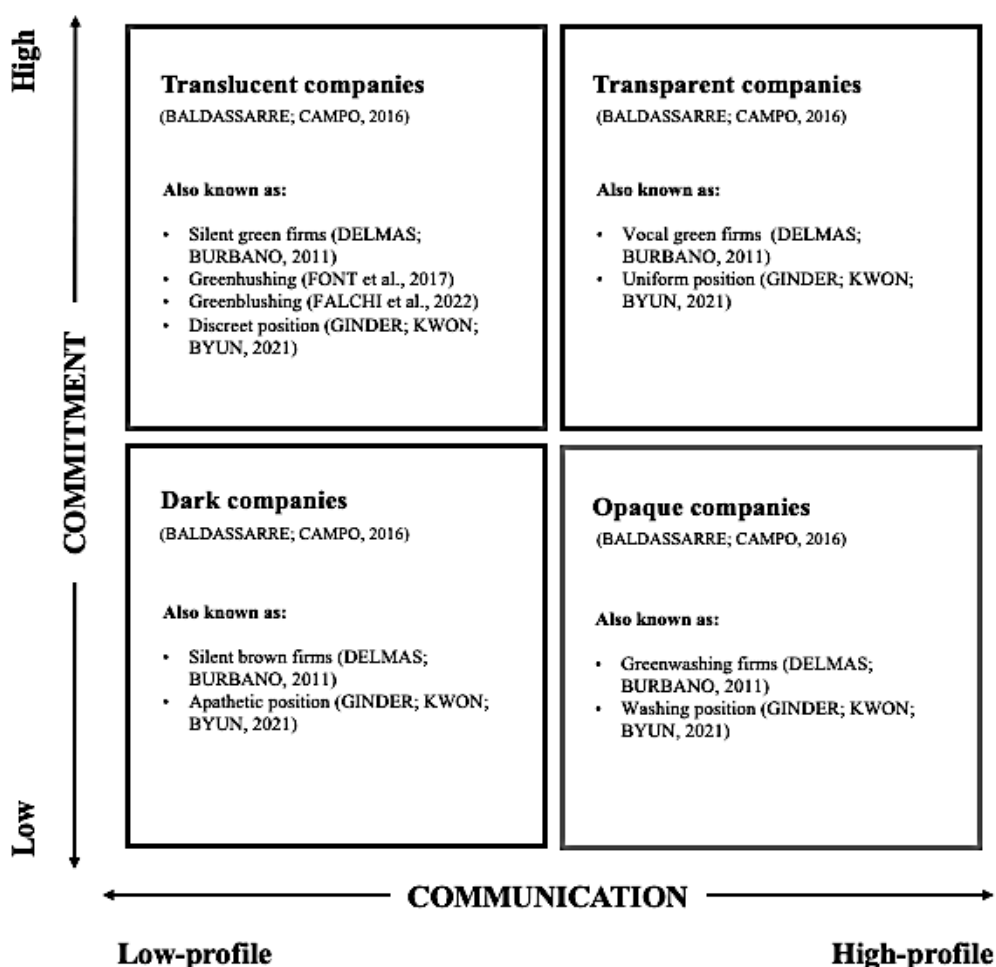 High
Translucent companies
(BALDASSARRE; CAMPO, 2016)
Also known as:
• Silent green firms (DELMAS;
BURBANO, 2011)
• Greenhushing (FONT et al., 2017)
• Greenblushing (FALCHI et al., 2022)
• Discreet position (GINDER; KWON;
BYUN, 2021)
Transparent companies
(BALDASSARRE; CAMPO, 2016)
Also known as:
• Vocal green firms (DELMAS;
BURBANO, 2011)
• Uniform position (GINDER; KWON;
BYUN, 2021)
COMMITMENT
Dark companies
(BALDASSARRE; CAMPO, 2016)
Also known as:
• Silent brown firms (DELMAS;
BURBANO, 2011)
• Apathetic position (GINDER; KWON;
BYUN, 2021)
Opaque companies
(BALDASSARRE; CAMPO, 2016)
Also known as:
• Greenwashing firms (DELMAS;
BURBANO, 2011)
• Washing position (GINDER; KWON;
BYUN, 2021)
Low
COMMUNICATION
Low-profile
High-profile